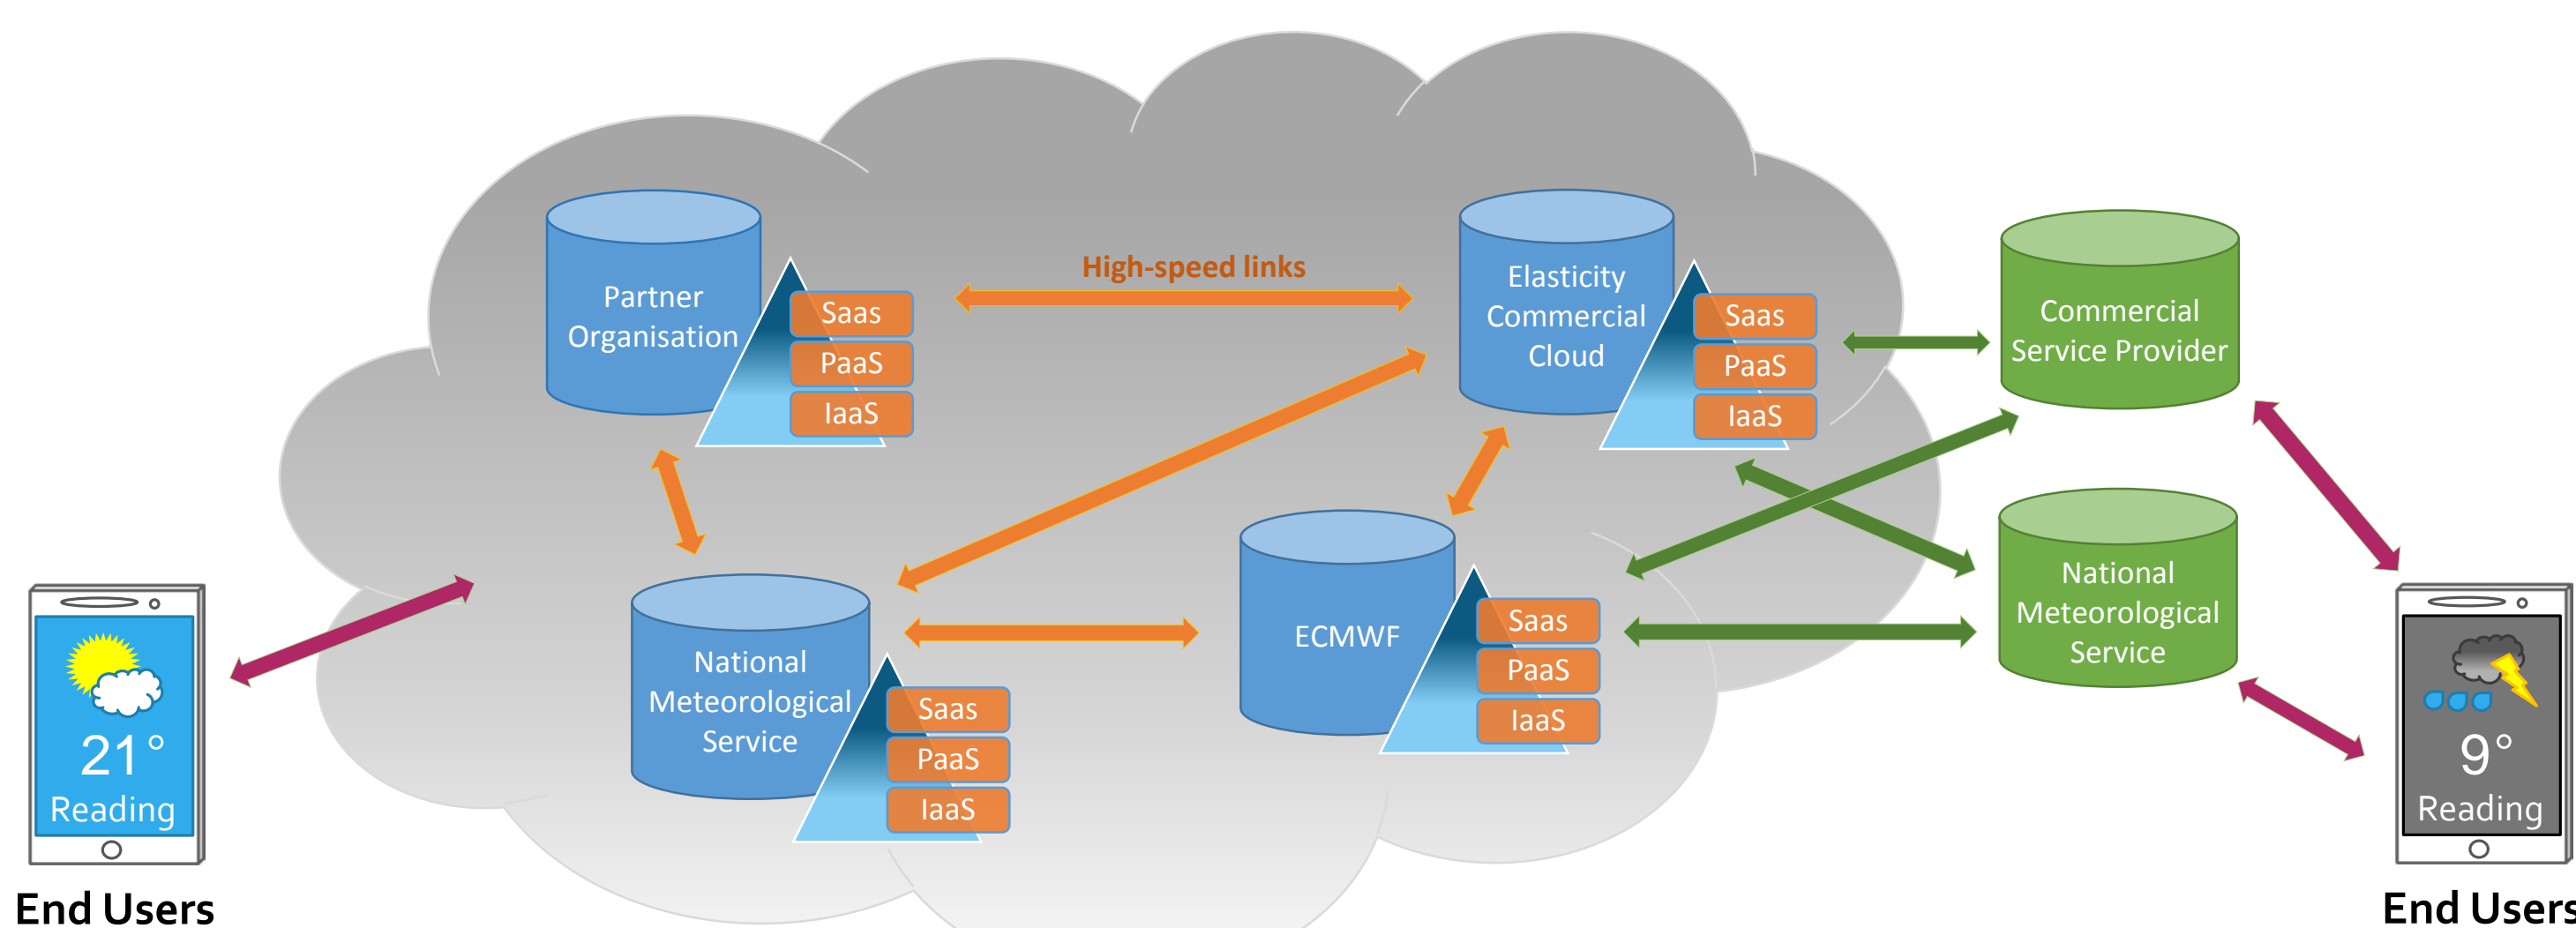 High-speed links
Partner
Organisation
Saas
PaaS
IaaS
Elasticity
Commercial
Cloud
Saas
PaaS
IaaS
Commercial
Service Provider
National
Meteorological
Service
Saas
PaaS
IaaS
ECMWF
Saas
PaaS
IaaS
National
Meteorological
Service
21°
Reading
End Users
9°
Reading
End Users